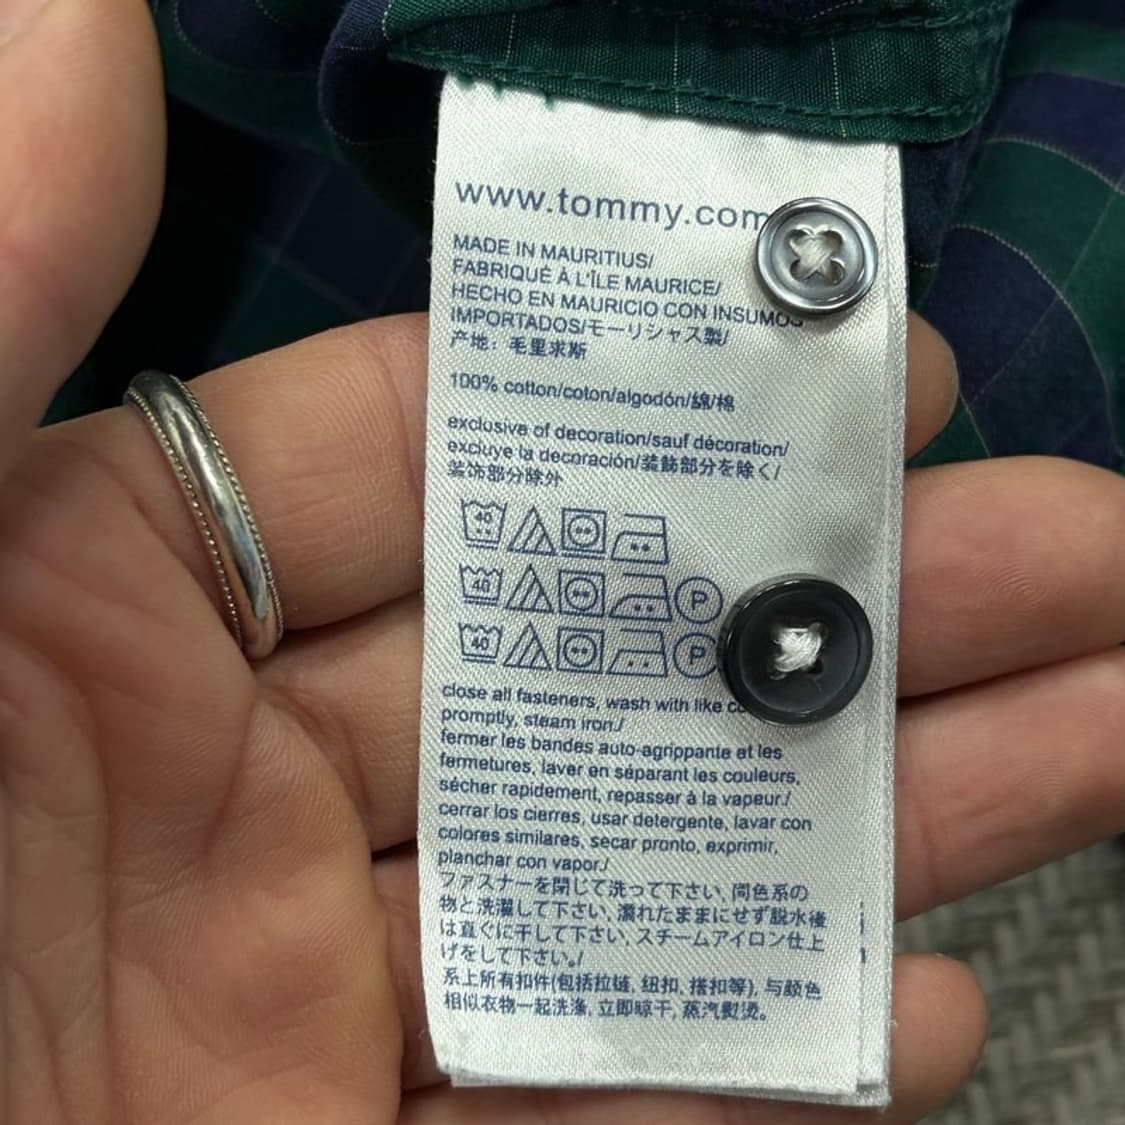 www.tommy.com
MADE IN MAURITIUS/
FABRIQUÉ À L'ÎLE MAURICE/
HECHO EN MAURICIO CON INSUMOS
IMPORTADOS/モーリシャス製/
产地：毛里求斯
100% cotton/coton/algodón/綿/棉
exclusive of decoration/sauf décoration/
excluye la decoración/装飾部分を除く/
装饰部分除外
40
40 P
40 P
close all fasteners, wash with like
promptly, steam iron./
fermer les bandes auto-agrippante et les
fermetures, laver en séparant les couleurs,
sécher rapidement, repasser à la vapeur./
cerrar los cierres, usar detergente, lavar con
colores similares, secar pronto, exprimir,
planchar con vapor./
ファスナーを閉じて洗って下さい, 同色系の
物と洗濯して下さい, 濡れたままにせず脱水後
は直ぐに干して下さい, スチームアイロン仕上
げをして下さい./
系上所有扣件(包括拉链, 纽扣, 搭扣等), 与颜色
相似衣物一起洗涤, 立即晾干, 蒸汽熨烫。